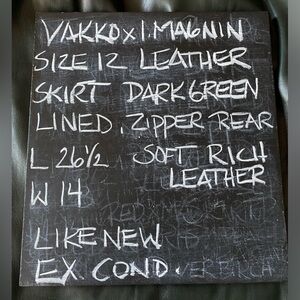 VAKKO x I. MAGNIN
SIZE 12 LEATHER
SKIRT DARK GREEN
LINED. ZIPPER REAR
L 26½ SOFT RICH
LEATHER
W 14
LIKE NEW
EX. COND.